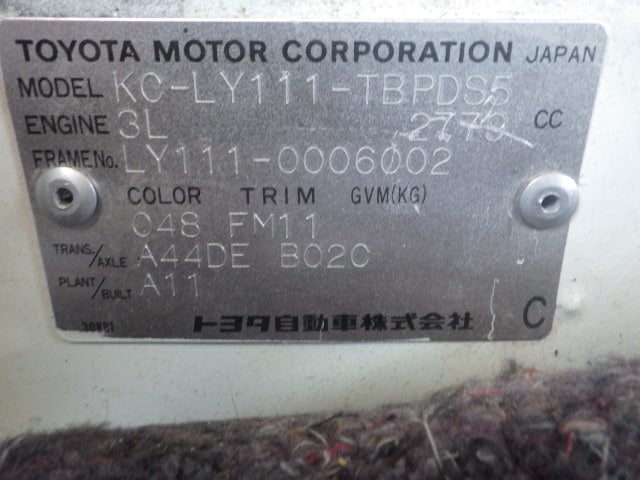 TOYOTA MOTOR CORPORATION JAPAN
MODEL KC-LY111-TBPDS5
ENGINE 3L 2779 CC
FRAME No. LY111-0006002
COLOR TRIM GVM(KG)
048 FM11
TRANS./AXLE A44DE B02C
PLANT/BUILT A11
30881 トヨタ自動車株式会社 C